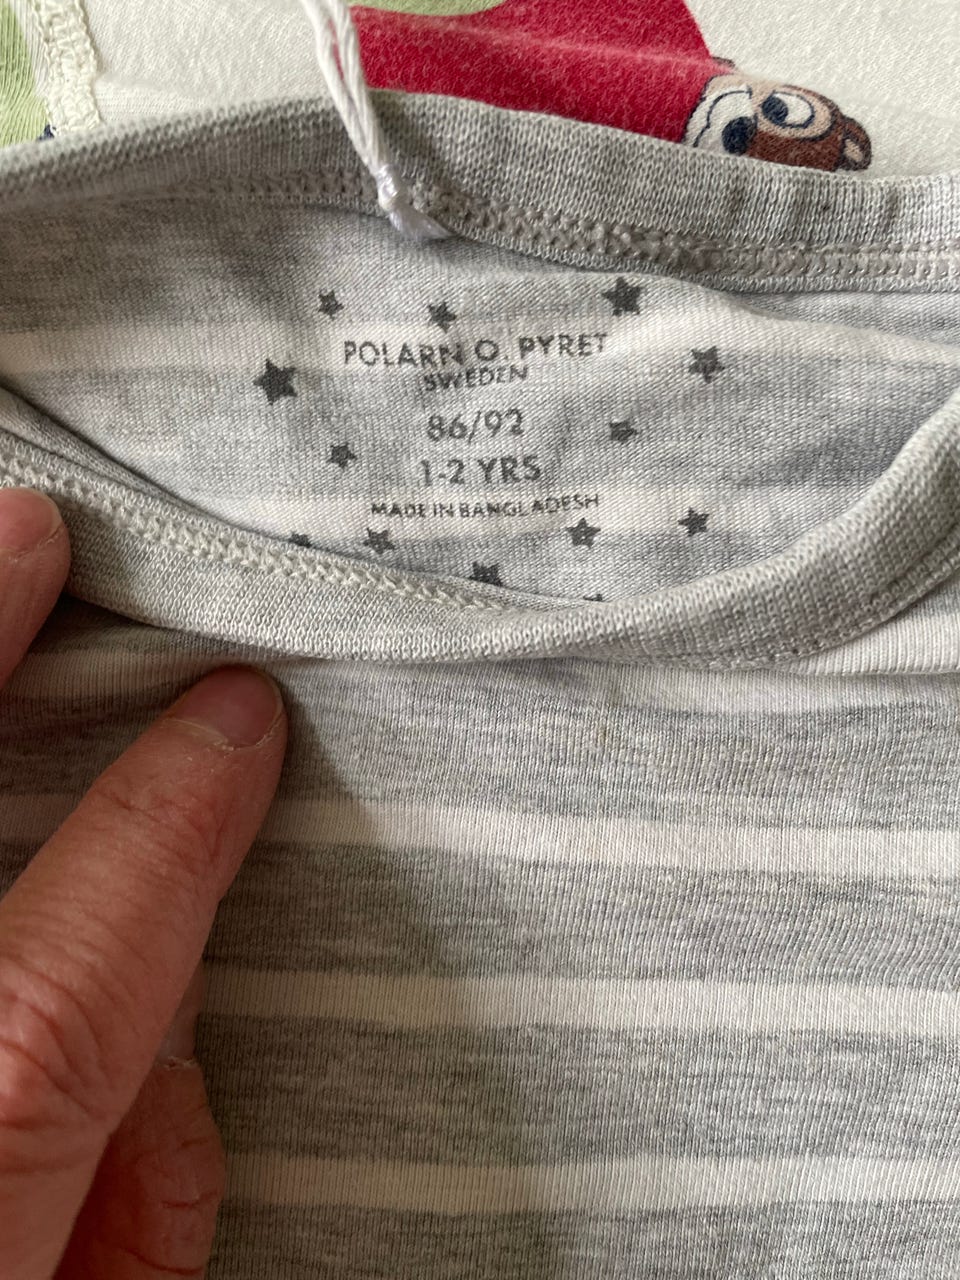 POLARN O. PYRET
SWEDEN
86/92
1-2 YRS
MADE IN BANGLADESH